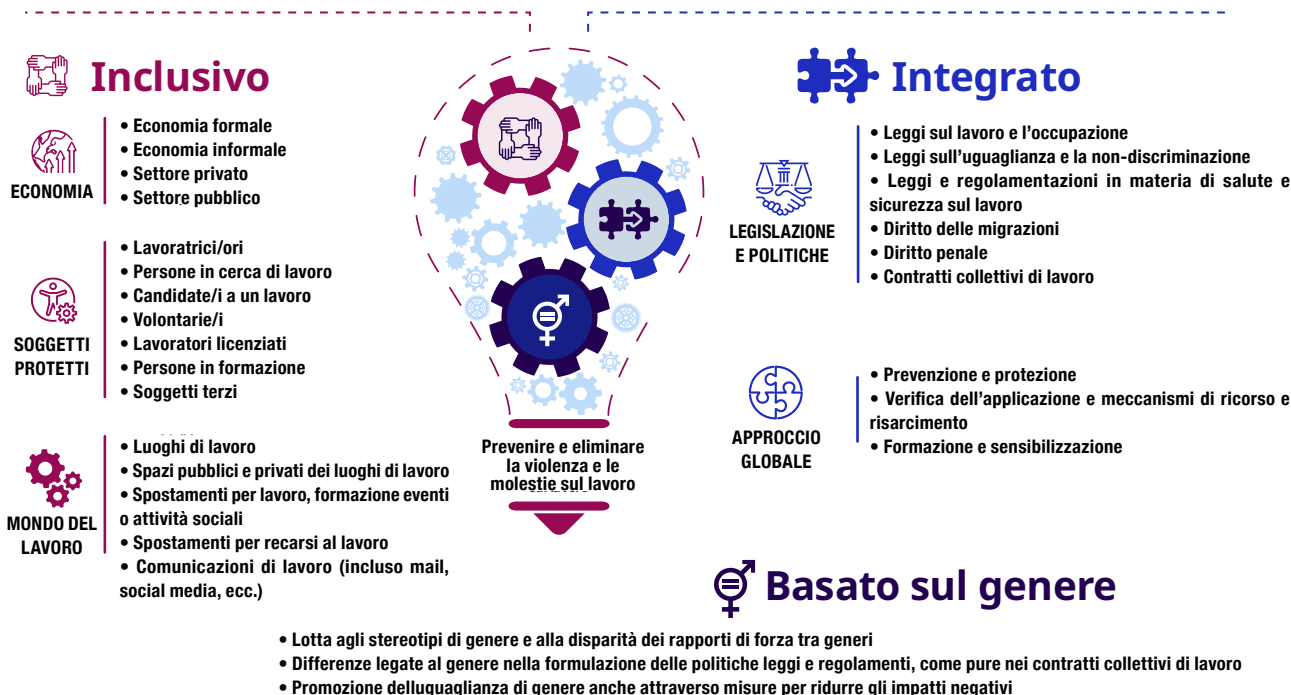 Inclusivo
ECONOMIA
• Economia formale
• Economia informale
• Settore privato
• Settore pubblico
SOGGETTI
PROTETTI
• Lavoratrici/ori
• Persone in cerca di lavoro
• Candidate/i a un lavoro
• Volontarie/i
• Lavoratori licenziati
• Persone in formazione
• Soggetti terzi
MONDO DEL
LAVORO
• Luoghi di lavoro
• Spazi pubblici e privati dei luoghi di lavoro
• Spostamenti per lavoro, formazione eventi
o attività sociali
• Spostamenti per recarsi al lavoro
• Comunicazioni di lavoro (incluso mail,
social media, ecc.)
Prevenire e eliminare
la violenza e le
molestie sul lavoro
Integrato
LEGISLAZIONE
E POLITICHE
• Leggi sul lavoro e l’occupazione
• Leggi sull’uguaglianza e la non-discriminazione
• Leggi e regolamentazioni in materia di salute e
sicurezza sul lavoro
• Diritto delle migrazioni
• Diritto penale
• Contratti collettivi di lavoro
APPROCCIO
GLOBALE
• Prevenzione e protezione
• Verifica dell’applicazione e meccanismi di ricorso e
risarcimento
• Formazione e sensibilizzazione
Basato sul genere
• Lotta agli stereotipi di genere e alla disparità dei rapporti di forza tra generi
• Differenze legate al genere nella formulazione delle politiche leggi e regolamenti, come pure nei contratti collettivi di lavoro
• Promozione delluguaglianza di genere anche attraverso misure per ridurre gli impatti negativi